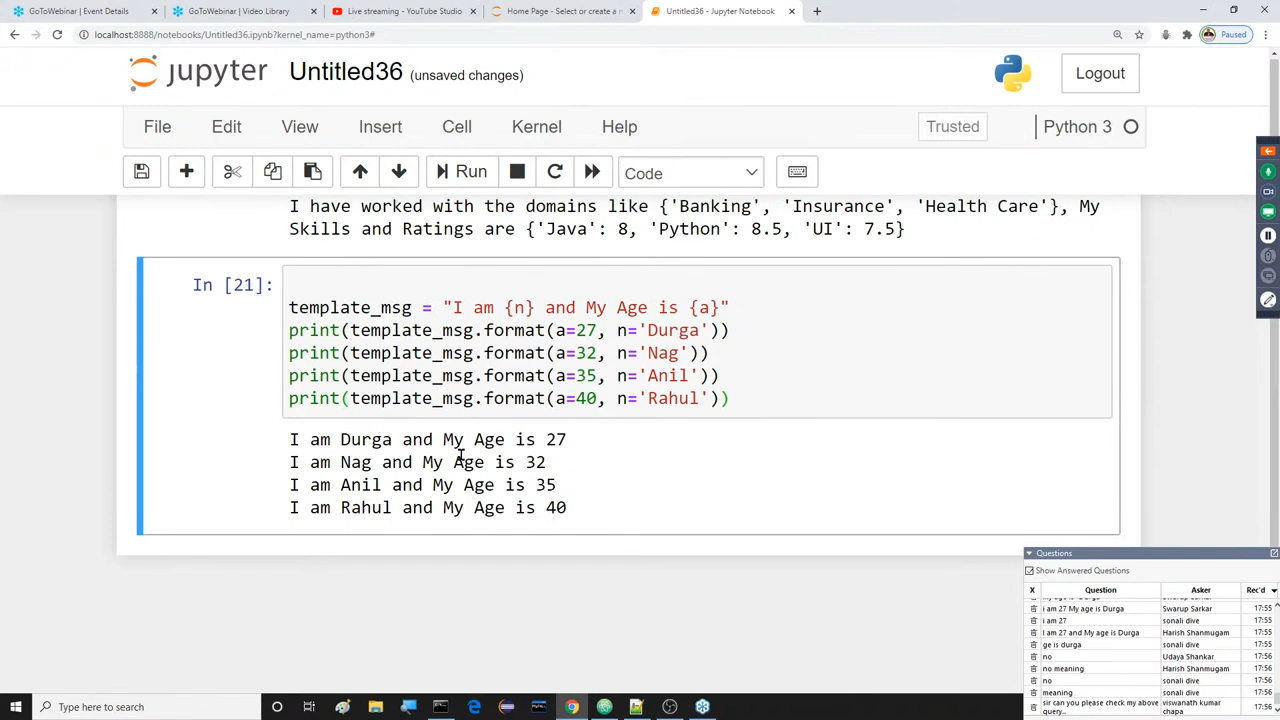 GoToWebinar | Event Details
GoToWebinar | Video Library
Live streaming - YouTube Studio
Home Page - Select or create a n
Untitled36 - Jupyter Notebook
localhost:8888/notebooks/Untitled36.ipynb?kernel_name=python3#
Paused
jupyter Untitled36 (unsaved changes)
Logout
File Edit View Insert Cell Kernel Help
Trusted
Python 3
Run
Code
I have worked with the domains like {'Banking', 'Insurance', 'Health Care'}, My
Skills and Ratings are {'Java': 8, 'Python': 8.5, 'UI': 7.5}
In [21]:
template_msg = "I am {n} and My Age is {a}"
print(template_msg.format(a=27, n='Durga'))
print(template_msg.format(a=32, n='Nag'))
print(template_msg.format(a=35, n='Anil'))
print(template_msg.format(a=40, n='Rahul'))
I am Durga and My Age is 27
I am Nag and My Age is 32
I am Anil and My Age is 35
I am Rahul and My Age is 40
Questions
Show Answered Questions
X Question Asker Rec'd
i am 27 My age is Durga Swarup Sarkar 17:55
i am 27 sonali dive 17:55
I am 27 and My age is Durga Harish Shanmugam 17:55
ge is durga sonali dive 17:55
no Udaya Shankar 17:56
no meaning Harish Shanmugam 17:56
no sonali dive 17:56
meaning sonali dive 17:56
sir can you please check my above query.. viswanath kumar chapa 17:56
Type here to search